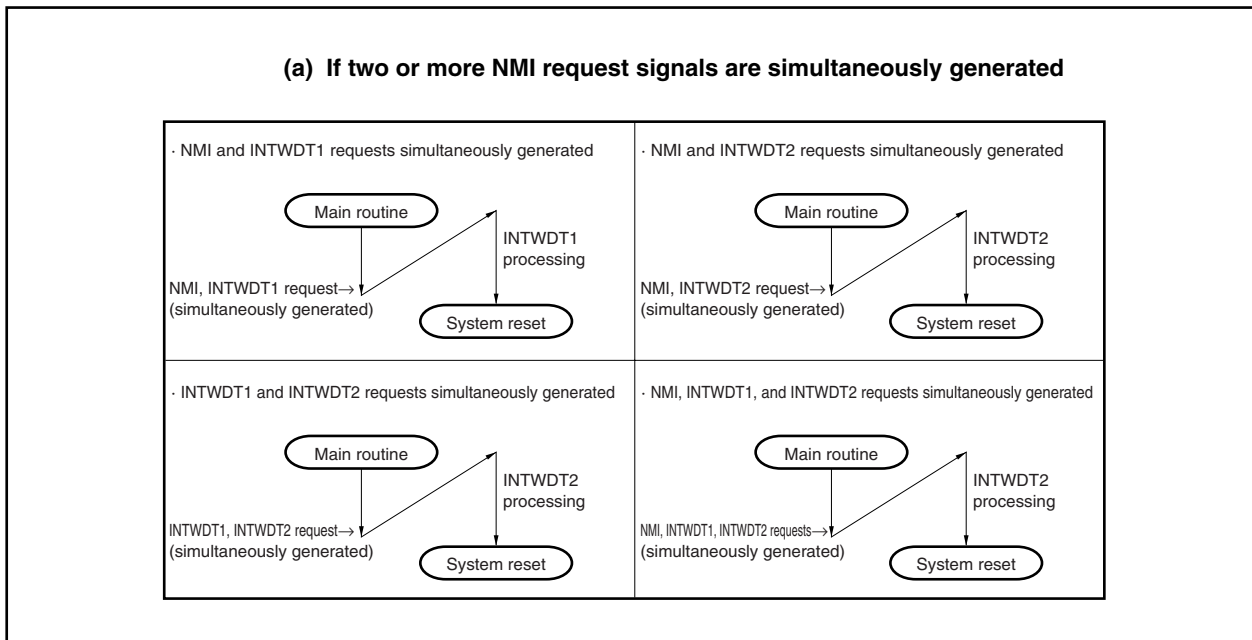 (a) If two or more NMI request signals are simultaneously generated
· NMI and INTWDT1 requests simultaneously generated
Main routine
INTWDT1
processing
NMI, INTWDT1 request→
(simultaneously generated)
System reset
· NMI and INTWDT2 requests simultaneously generated
Main routine
INTWDT2
processing
NMI, INTWDT2 request→
(simultaneously generated)
System reset
· INTWDT1 and INTWDT2 requests simultaneously generated
Main routine
INTWDT2
processing
INTWDT1, INTWDT2 request→
(simultaneously generated)
System reset
· NMI, INTWDT1, and INTWDT2 requests simultaneously generated
Main routine
INTWDT2
processing
NMI, INTWDT1, INTWDT2 requests→
(simultaneously generated)
System reset